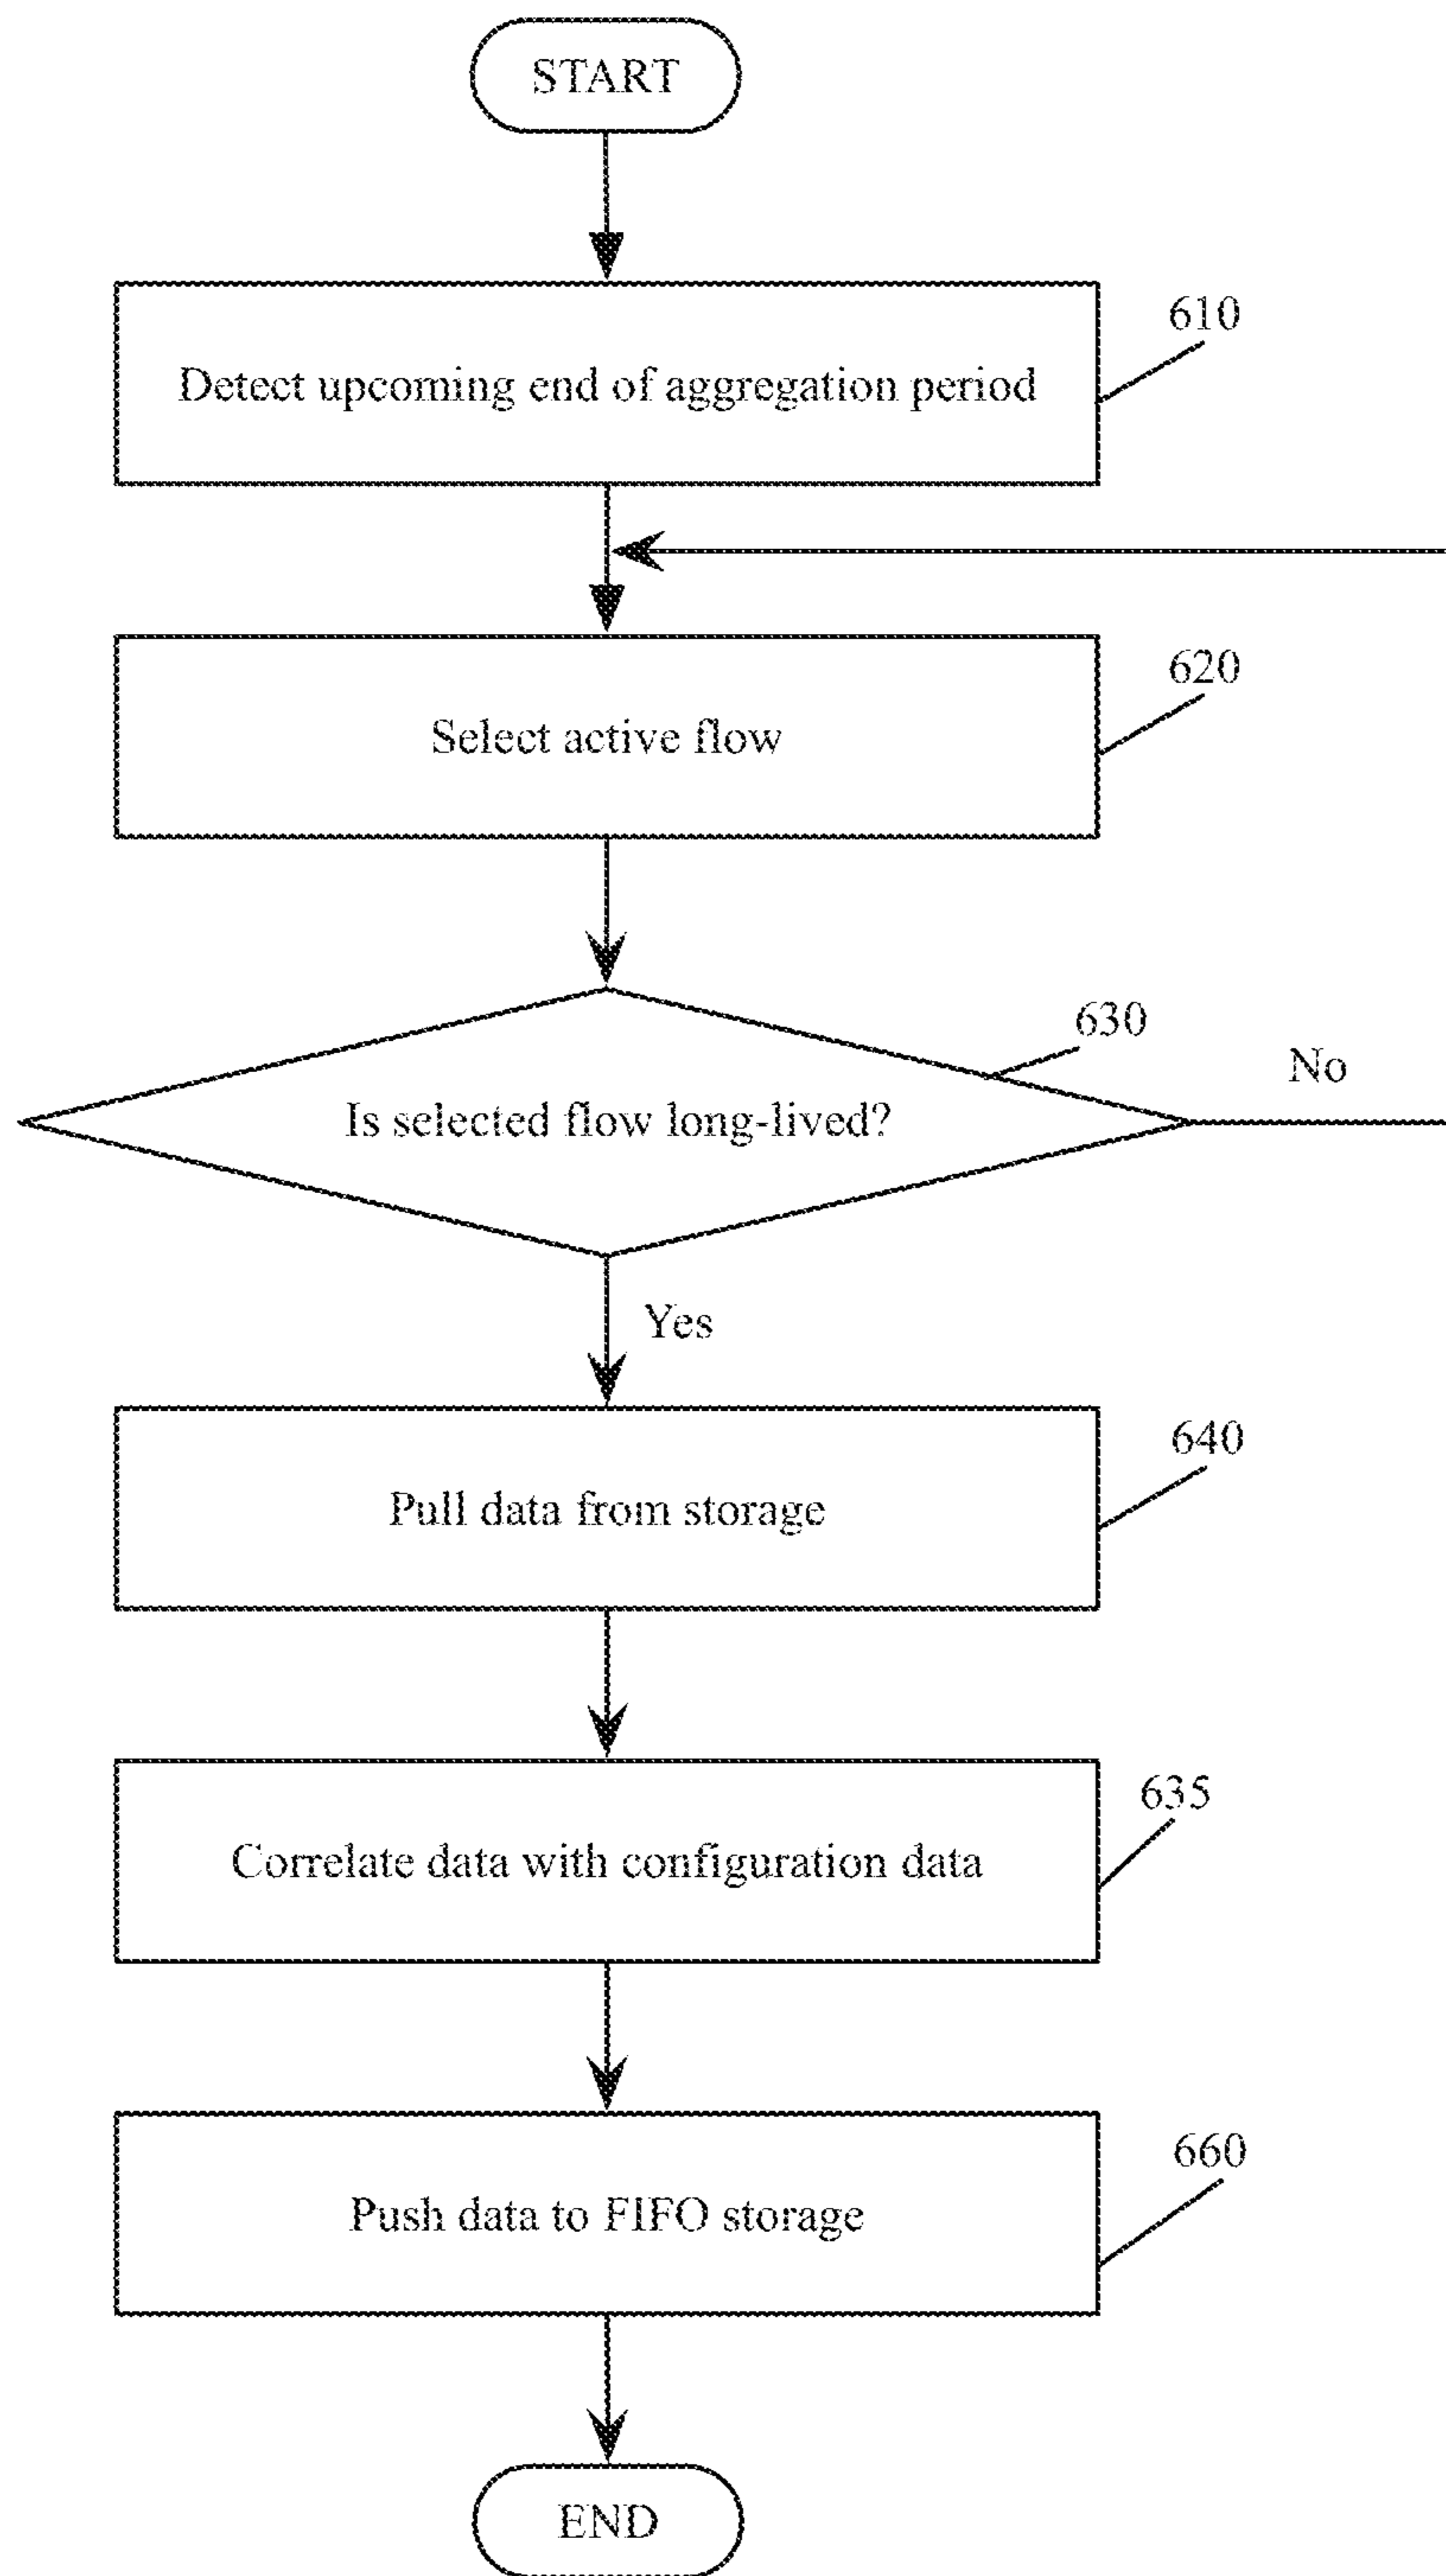 START
Detect upcoming end of aggregation period
610
Select active flow
620
630
No
Is selected flow long-lived?
Yes
Pull data from storage
640
Correlate data with configuration data
635
Push data to FIFO storage
660
END